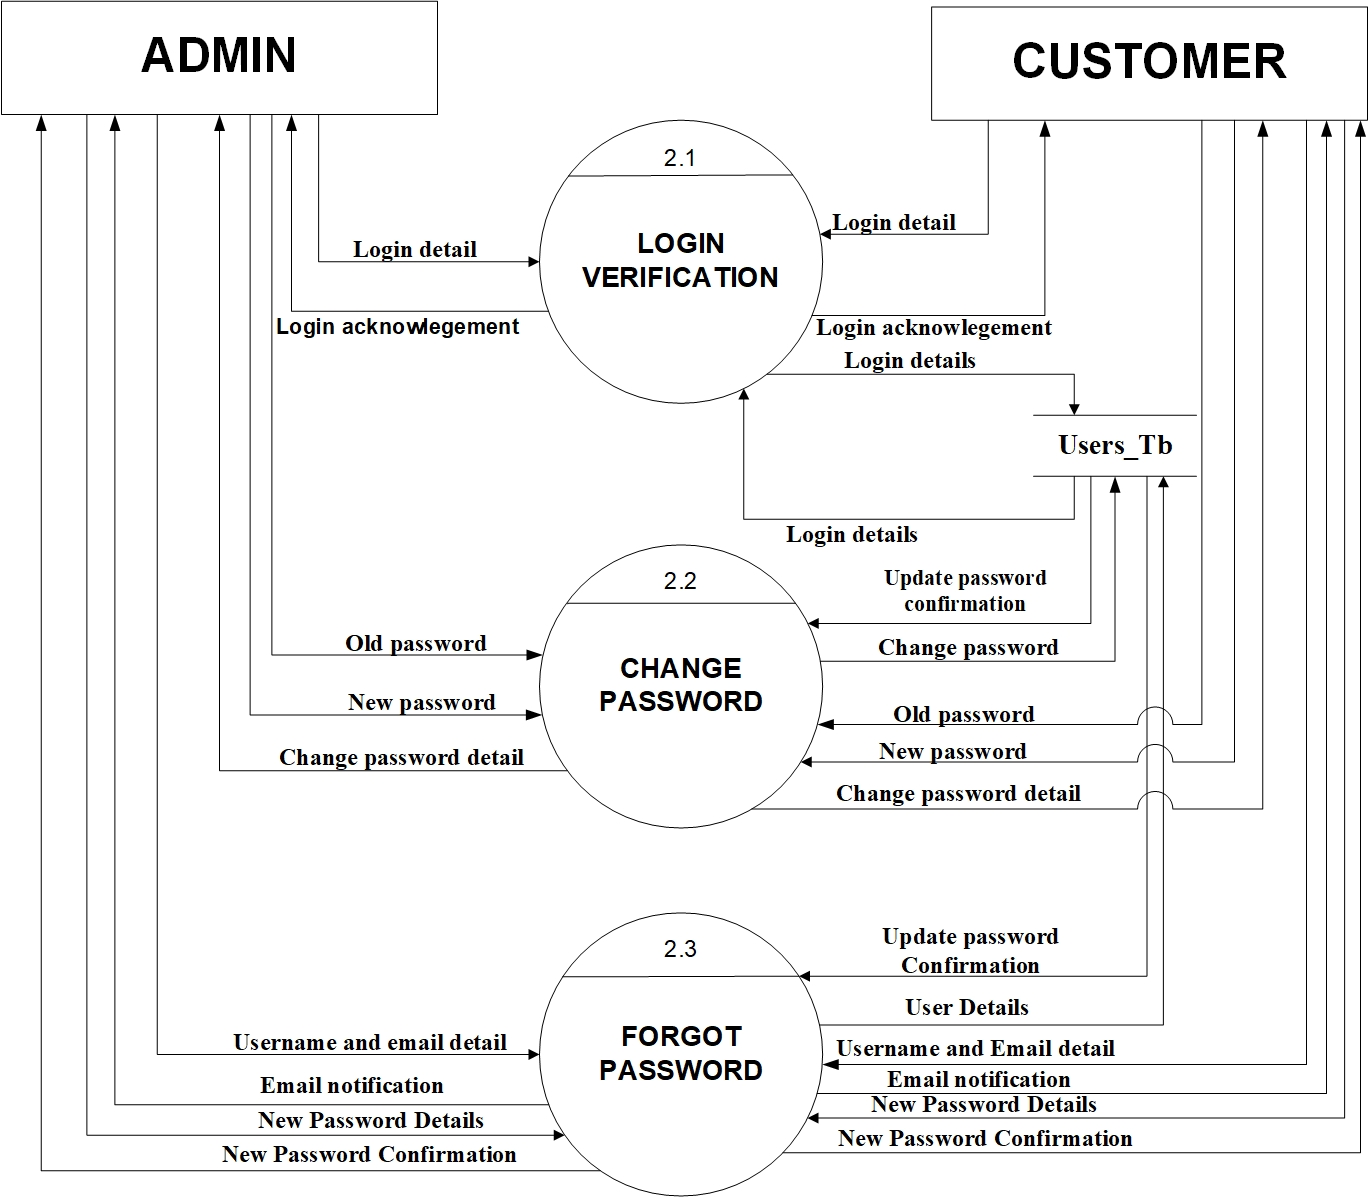 ADMIN
CUSTOMER
2.1
LOGIN
VERIFICATION
Login detail
Login detail
Login acknowlegement
Login acknowlegement
Login details
Users_Tb
Login details
2.2
CHANGE
PASSWORD
Update password
confirmation
Old password
Change password
New password
Old password
Change password detail
New password
Change password detail
2.3
FORGOT
PASSWORD
Update password
Confirmation
User Details
Username and email detail
Username and Email detail
Email notification
Email notification
New Password Details
New Password Details
New Password Confirmation
New Password Confirmation